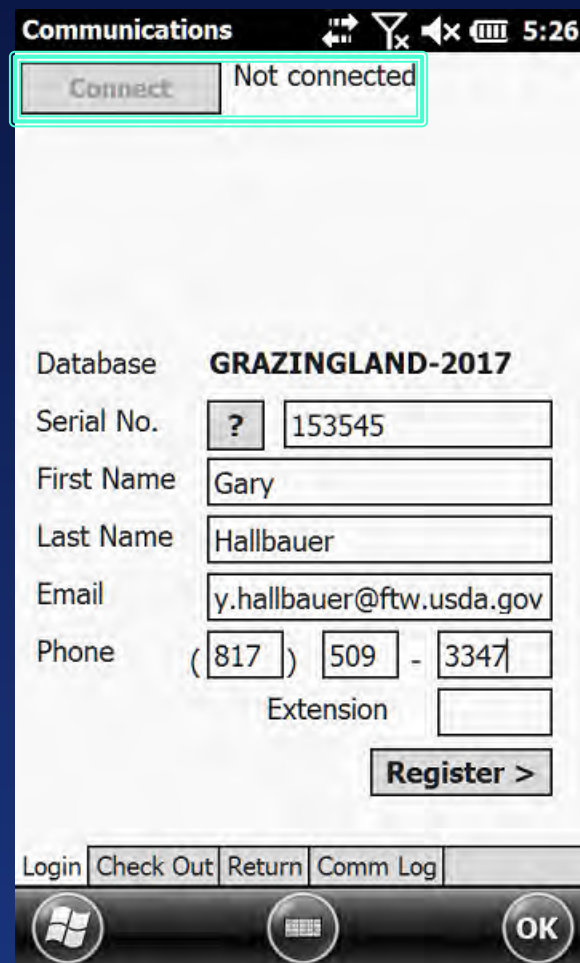 Communications 5:26
Connect Not connected
Database GRAZINGLAND-2017
Serial No. ? 153545
First Name Gary
Last Name Hallbauer
Email y.hallbauer@ftw.usda.gov
Phone (817) 509 - 3347
Extension
Register >
Login Check Out Return Comm Log
OK